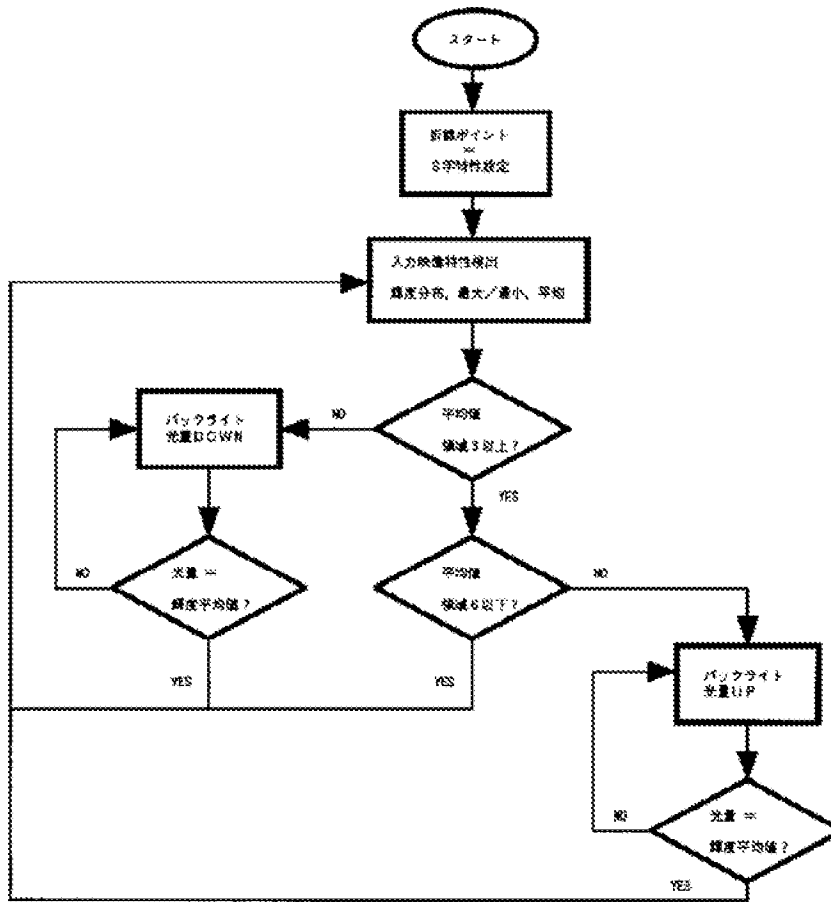 スタート
折線ポイント
＝
S字特性設定
入力映像特性検出
輝度分布、最大／最小、平均
平均値
領域3以上？
NO
YES
バックライト
光量DOWN
光量 ＝
輝度平均値？
NO
YES
平均値
領域6以下？
NO
YES
バックライト
光量UP
光量 ＝
輝度平均値？
NO
YES